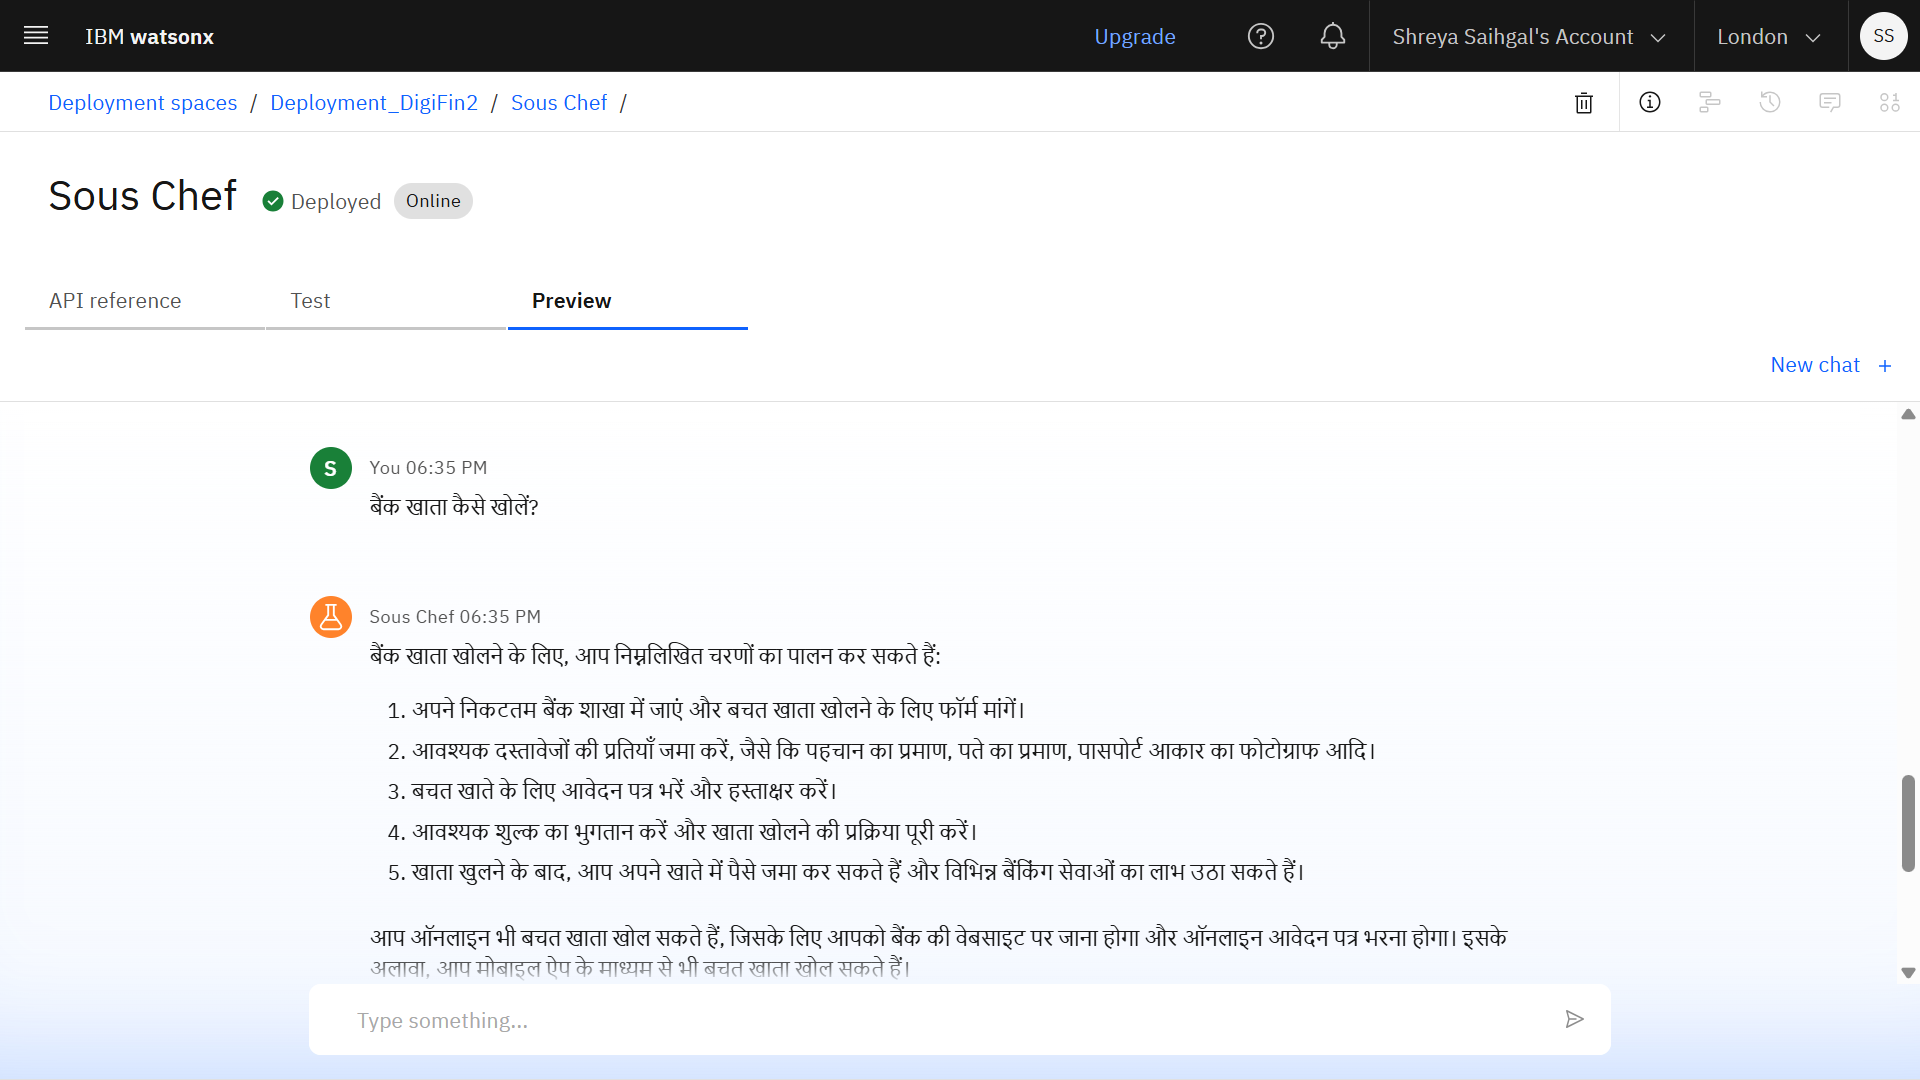 IBM watsonx
Upgrade
Shreya Saihgal's Account
London
SS
Deployment spaces / Deployment_DigiFin2 / Sous Chef /
Sous Chef
Deployed
Online
API reference
Test
Preview
New chat +
S
You 06:35 PM
बैंक खाता कैसे खोलें?
Sous Chef 06:35 PM
बैंक खाता खोलने के लिए, आप निम्नलिखित चरणों का पालन कर सकते हैं:
1. अपने निकटतम बैंक शाखा में जाएं और बचत खाता खोलने के लिए फॉर्म मांगें।
2. आवश्यक दस्तावेजों की प्रतियाँ जमा करें, जैसे कि पहचान का प्रमाण, पते का प्रमाण, पासपोर्ट आकार का फोटोग्राफ आदि।
3. बचत खाते के लिए आवेदन पत्र भरें और हस्ताक्षर करें।
4. आवश्यक शुल्क का भुगतान करें और खाता खोलने की प्रक्रिया पूरी करें।
5. खाता खुलने के बाद, आप अपने खाते में पैसे जमा कर सकते हैं और विभिन्न बैंकिंग सेवाओं का लाभ उठा सकते हैं।
आप ऑनलाइन भी बचत खाता खोल सकते हैं, जिसके लिए आपको बैंक की वेबसाइट पर जाना होगा और ऑनलाइन आवेदन पत्र भरना होगा। इसके
अलावा, आप मोबाइल ऐप के माध्यम से भी बचत खाता खोल सकते हैं।
Type something...